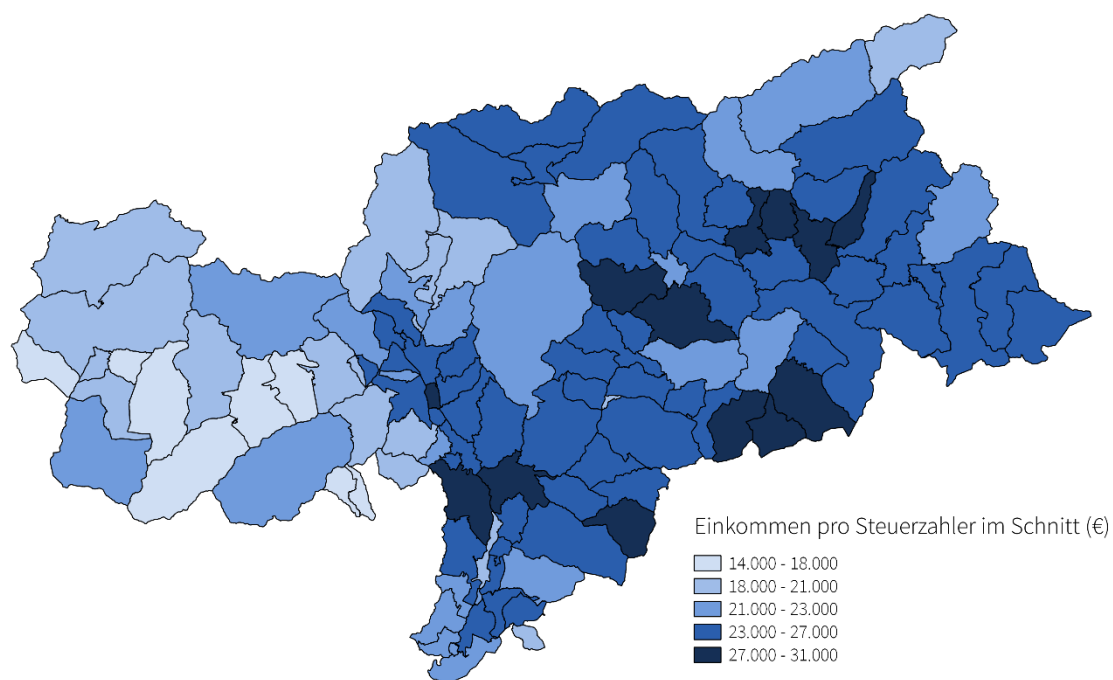 Einkommen pro Steuerzahler im Schnitt (€)
14.000 - 18.000
18.000 - 21.000
21.000 - 23.000
23.000 - 27.000
27.000 - 31.000